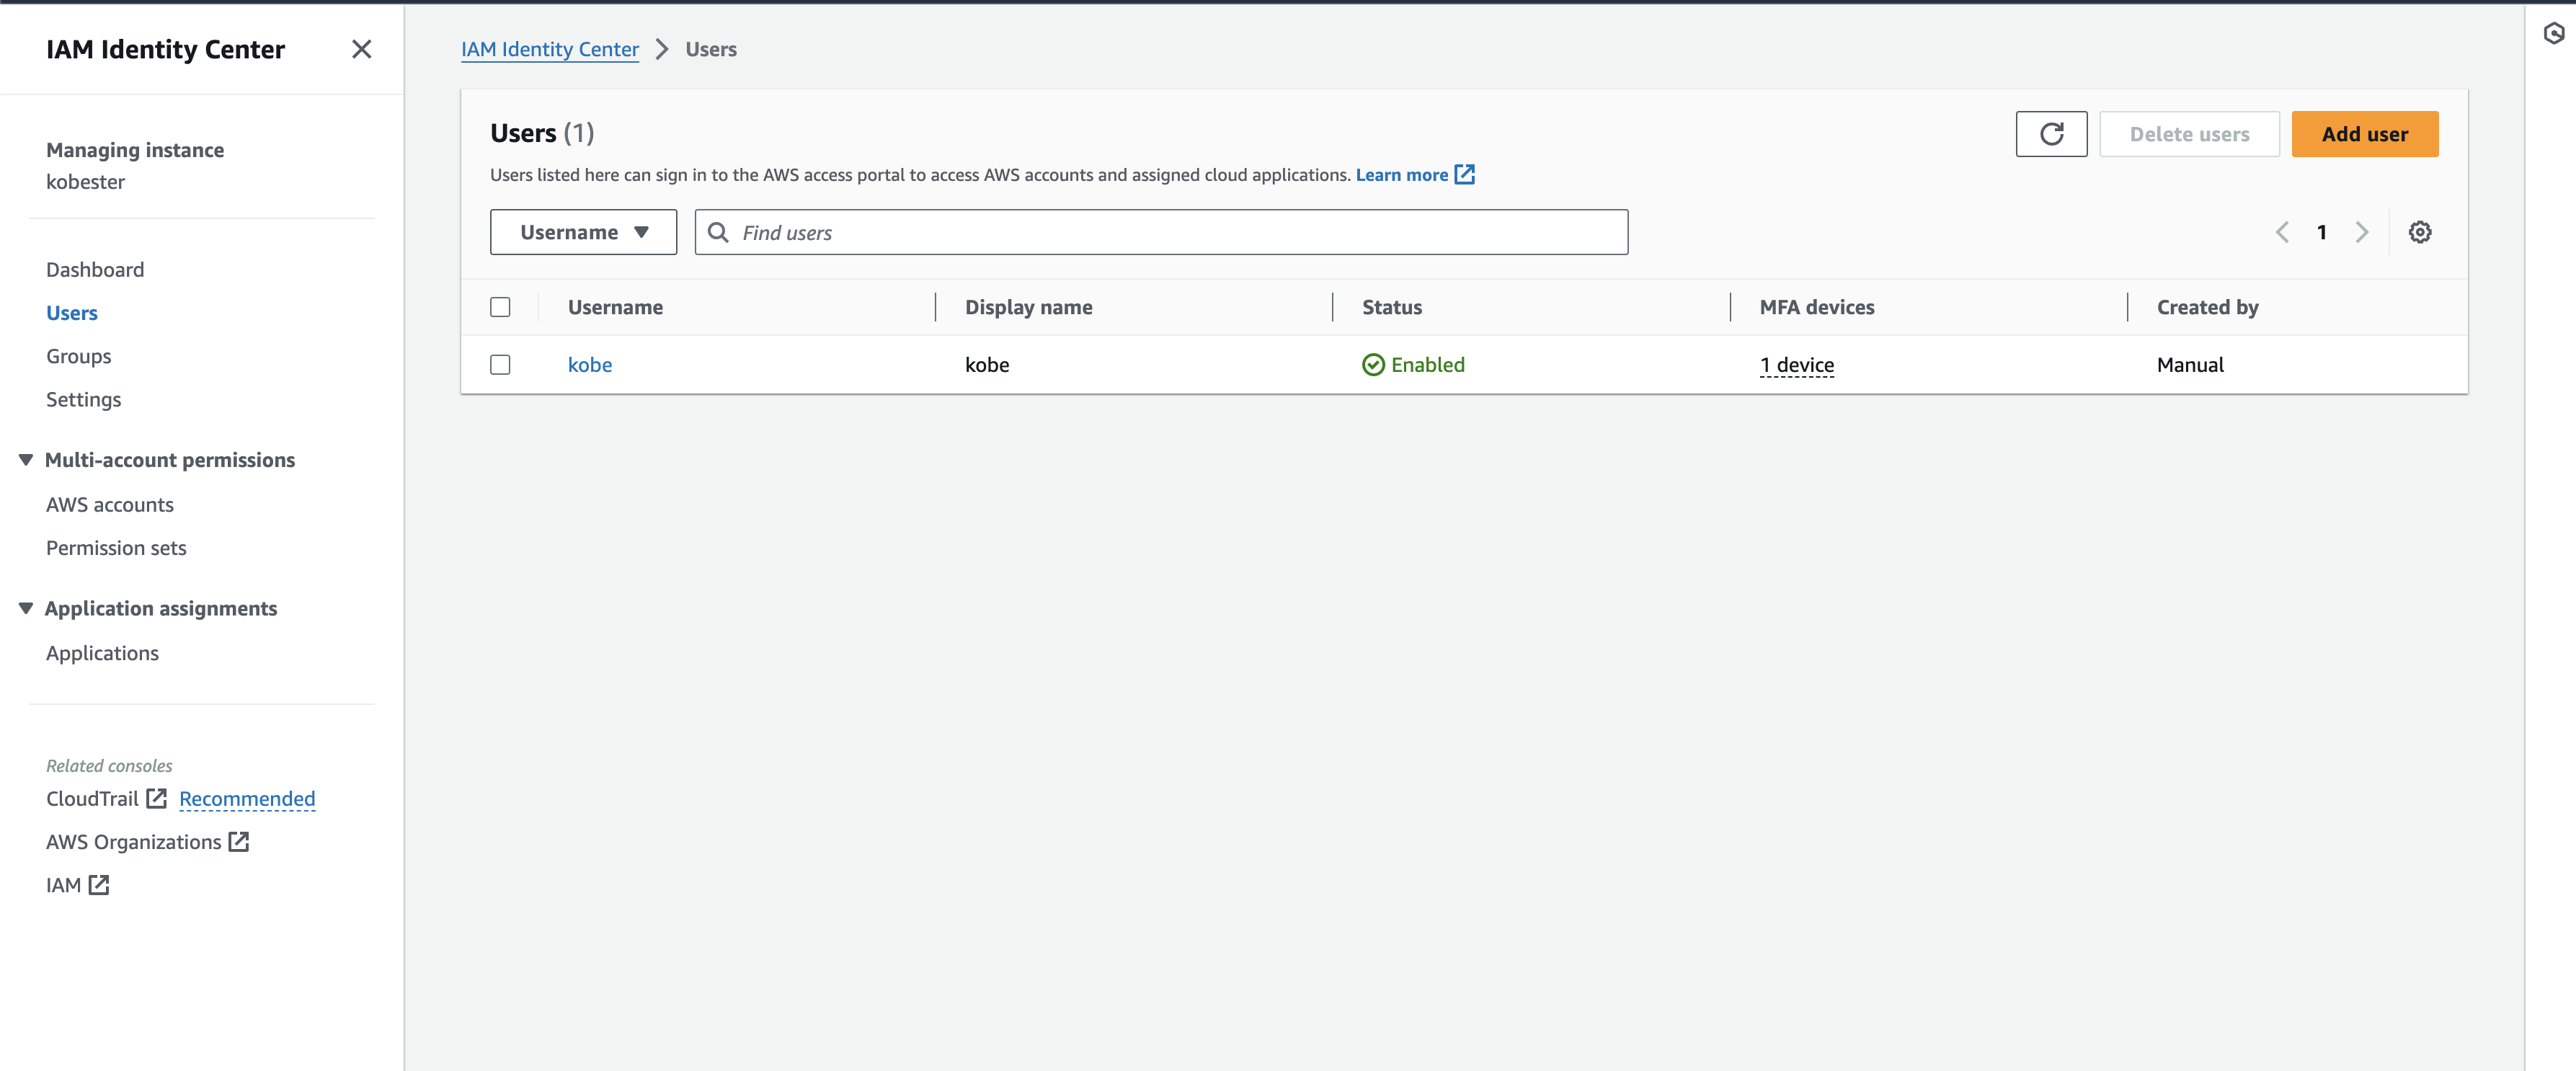 IAM Identity Center
Managing instance
kobester
Dashboard
Users
Groups
Settings
Multi-account permissions
AWS accounts
Permission sets
Application assignments
Applications
Related consoles
CloudTrail Recommended
AWS Organizations
IAM
IAM Identity Center Users
Users (1)
Delete users
Add user
Users listed here can sign in to the AWS access portal to access AWS accounts and assigned cloud applications. Learn more
Username
Find users
1
Username Display name Status MFA devices Created by
kobe kobe Enabled 1 device Manual